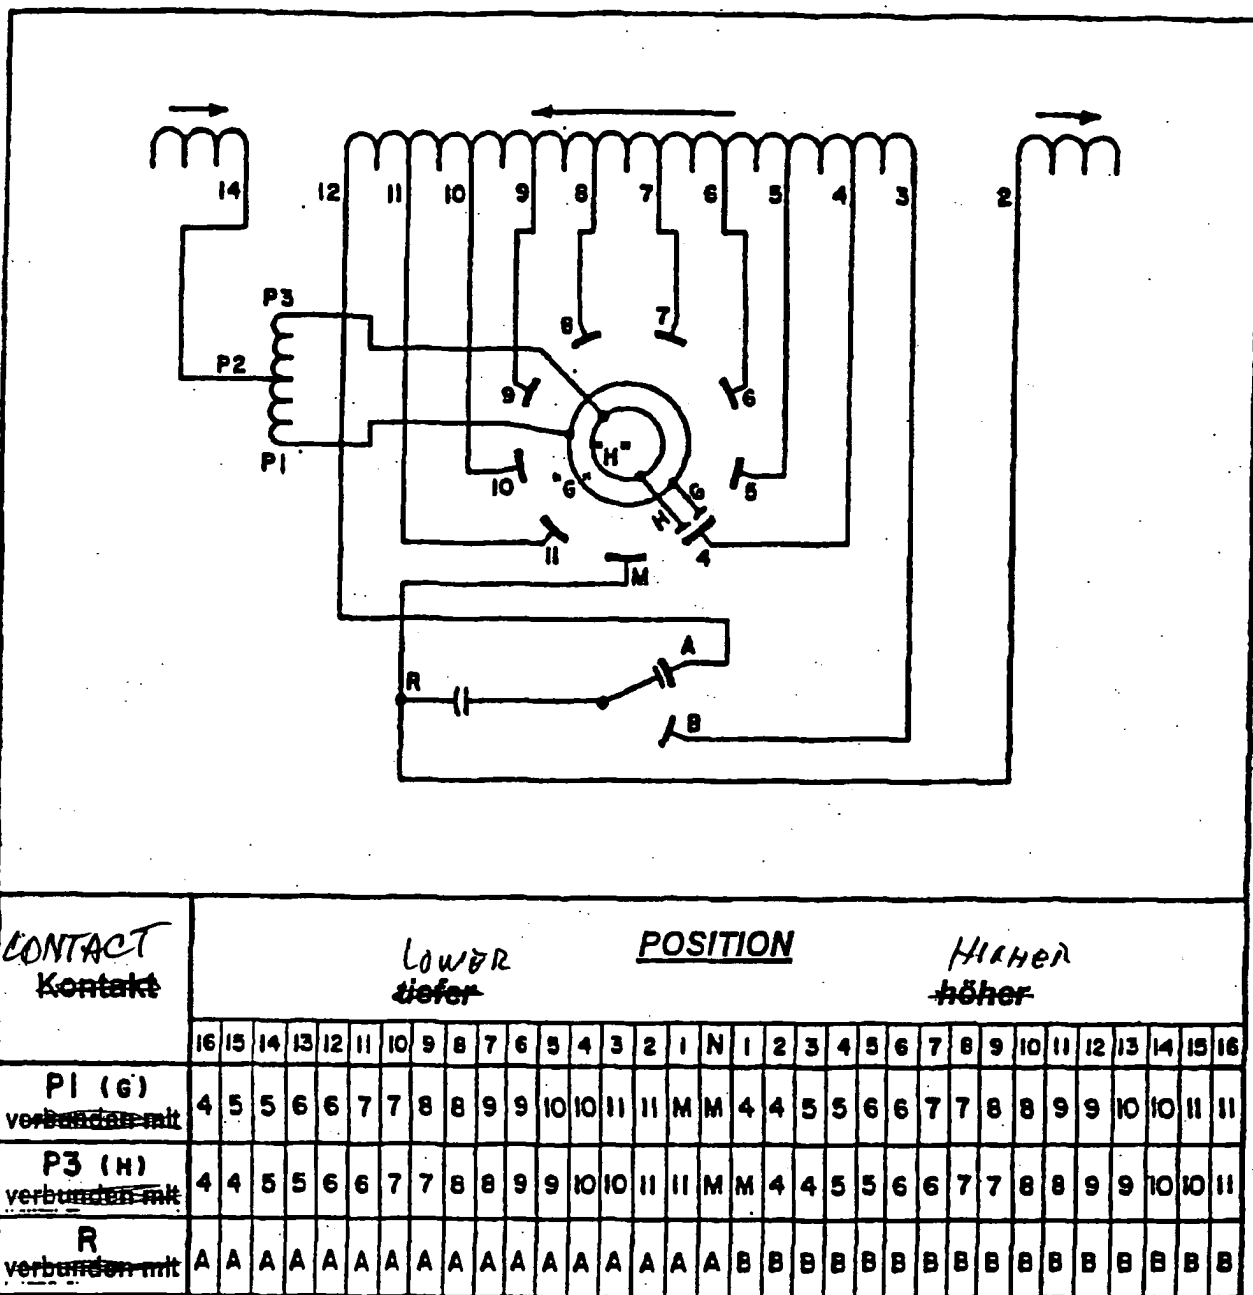 14 12 11 10 9 8 7 6 5 4 3 2
P3
8 7
P2
9 6
"H"
P1
10 "G" G 5
H
11 4
M
A
R
B
CONTACT LOWER POSITION HIGHER
Kontakt tiefer höher
16 15 14 13 12 11 10 9 8 7 6 5 4 3 2 1 N 1 2 3 4 5 6 7 8 9 10 11 12 13 14 15 16
P1 (G)
verbunden mit 4 5 5 6 6 7 7 8 8 9 9 10 10 11 11 M M 4 4 5 5 6 6 7 7 8 8 9 9 10 10 11 11
P3 (H)
verbunden mit 4 4 5 5 6 6 7 7 8 8 9 9 10 10 11 11 M M 4 4 5 5 6 6 7 7 8 8 9 9 10 10 11
R
verbunden mit A A A A A A A A A A A A A A A A A B B B B B B B B B B B B B B B B